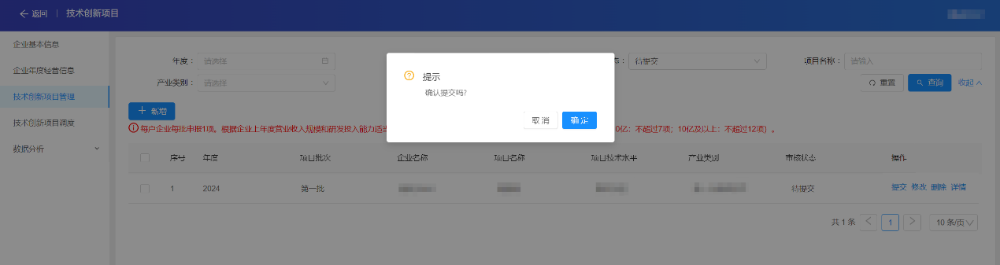 返回 | 技术创新项目
企业基本信息
企业年度经营信息
技术创新项目管理
技术创新项目调度
数据分析
年度： 请选择
态： 待提交
项目名称： 请输入
产业类别： 请选择
重置 查询 收起
提示
确认提交吗?
取消 确定
新增
每户企业每批申报1项。根据企业上年度营业收入规模和研发投入能力适当
0亿：不超过7项；10亿及以上：不超过12项）。
序号 年度 项目批次 企业名称 项目名称 项目技术水平 产业类别 审核状态 操作
1 2024 第一批 待提交 提交 修改 删除 详情
共 1 条 1 10 条/页